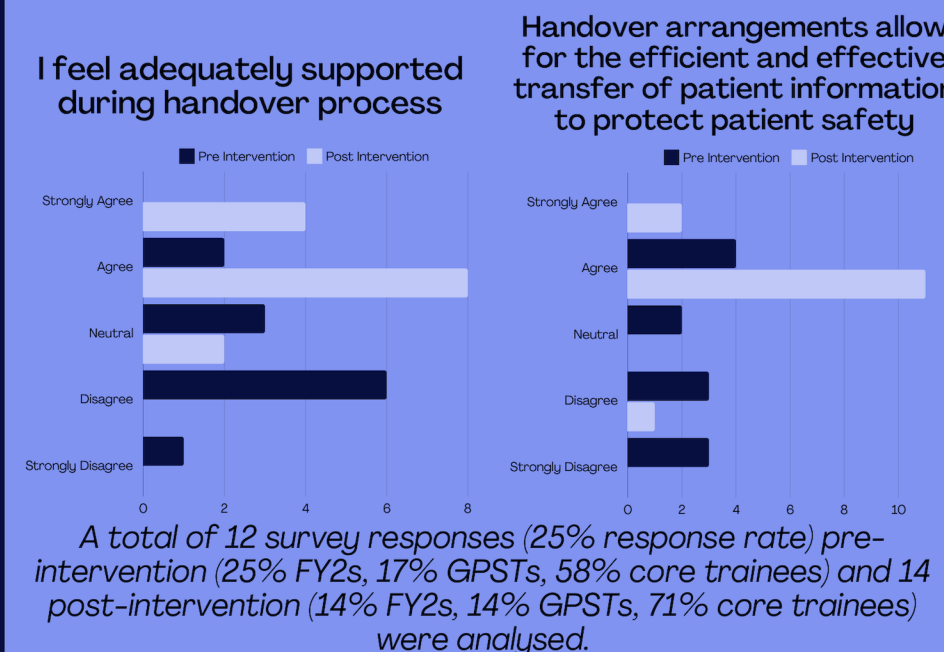 I feel adequately supported
during handover process
Pre Intervention Post Intervention
Strongly Agree
Agree
Neutral
Disagree
Strongly Disagree
0 2 4 6 8
Handover arrangements allow
for the efficient and effective
transfer of patient information
to protect patient safety
Pre Intervention Post Intervention
Strongly Agree
Agree
Neutral
Disagree
Strongly Disagree
0 2 4 6 8 10
A total of 12 survey responses (25% response rate) pre-
intervention (25% FY2s, 17% GPSTs, 58% core trainees) and 14
post-intervention (14% FY2s, 14% GPSTs, 71% core trainees)
were analysed.